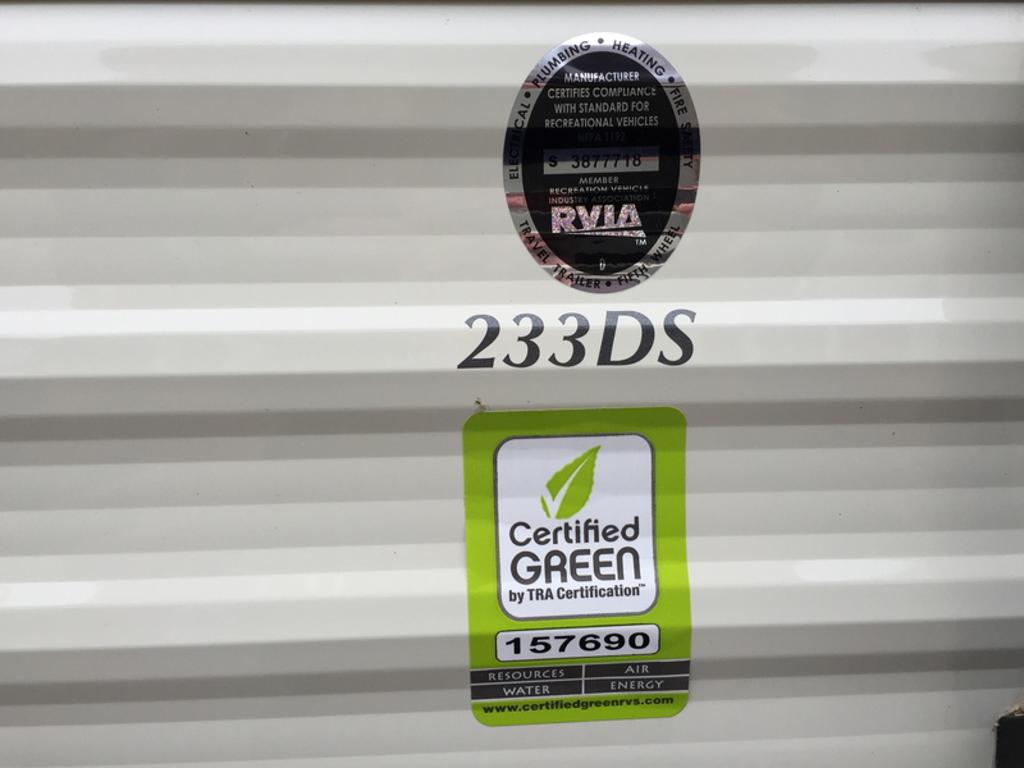 ELECTRICAL • PLUMBING • HEATING • FIRE SAFETY
MANUFACTURER
CERTIFIES COMPLIANCE
WITH STANDARD FOR
RECREATIONAL VEHICLES
NFPA 1192
S 3877718
MEMBER
RECREATION VEHICLE
INDUSTRY ASSOCIATION
RVIA
TM
TRAVEL TRAILER • FIFTH WHEEL
233DS
Certified
GREEN
by TRA Certification™
157690
RESOURCES AIR
WATER ENERGY
www.certifiedgreenrvs.com